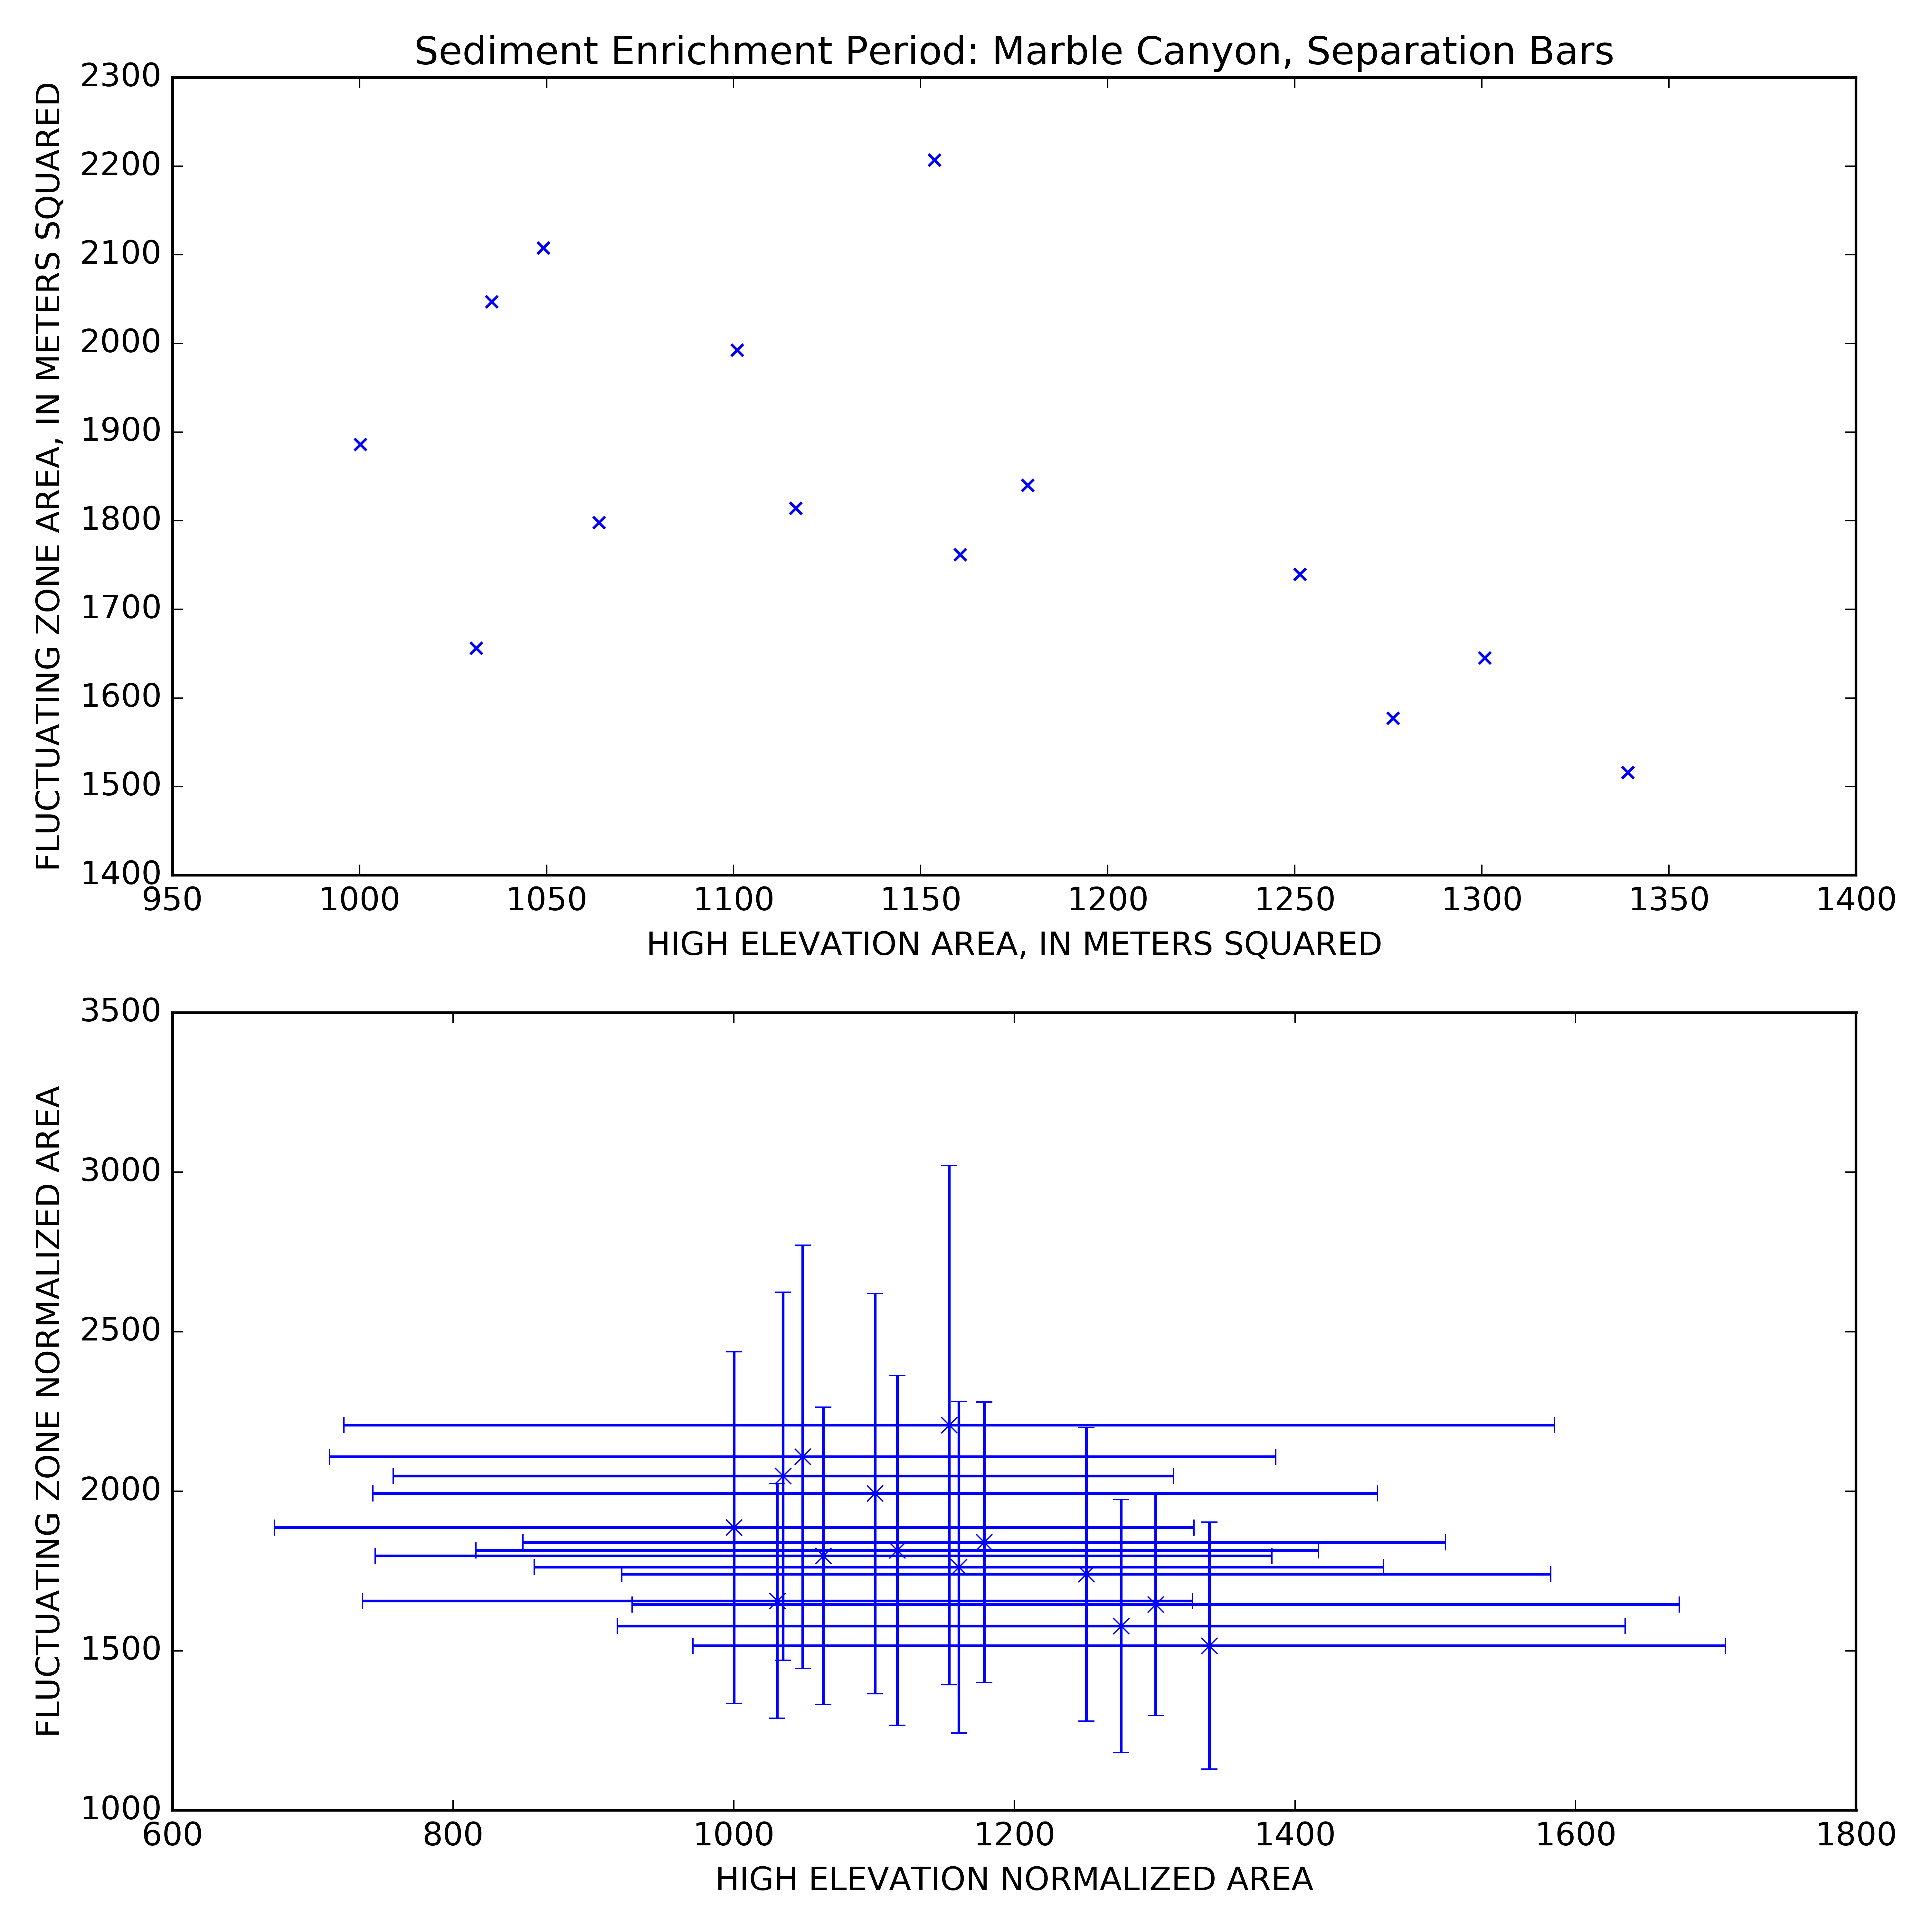 Sediment Enrichment Period: Marble Canyon, Separation Bars
2300
2200
2100
2000
1900
1800
1700
1600
1500
1400
FLUCTUATING ZONE AREA, IN METERS SQUARED
950 1000 1050 1100 1150 1200 1250 1300 1350 1400
HIGH ELEVATION AREA, IN METERS SQUARED
3500
3000
2500
2000
1500
1000
FLUCTUATING ZONE NORMALIZED AREA
600 800 1000 1200 1400 1600 1800
HIGH ELEVATION NORMALIZED AREA